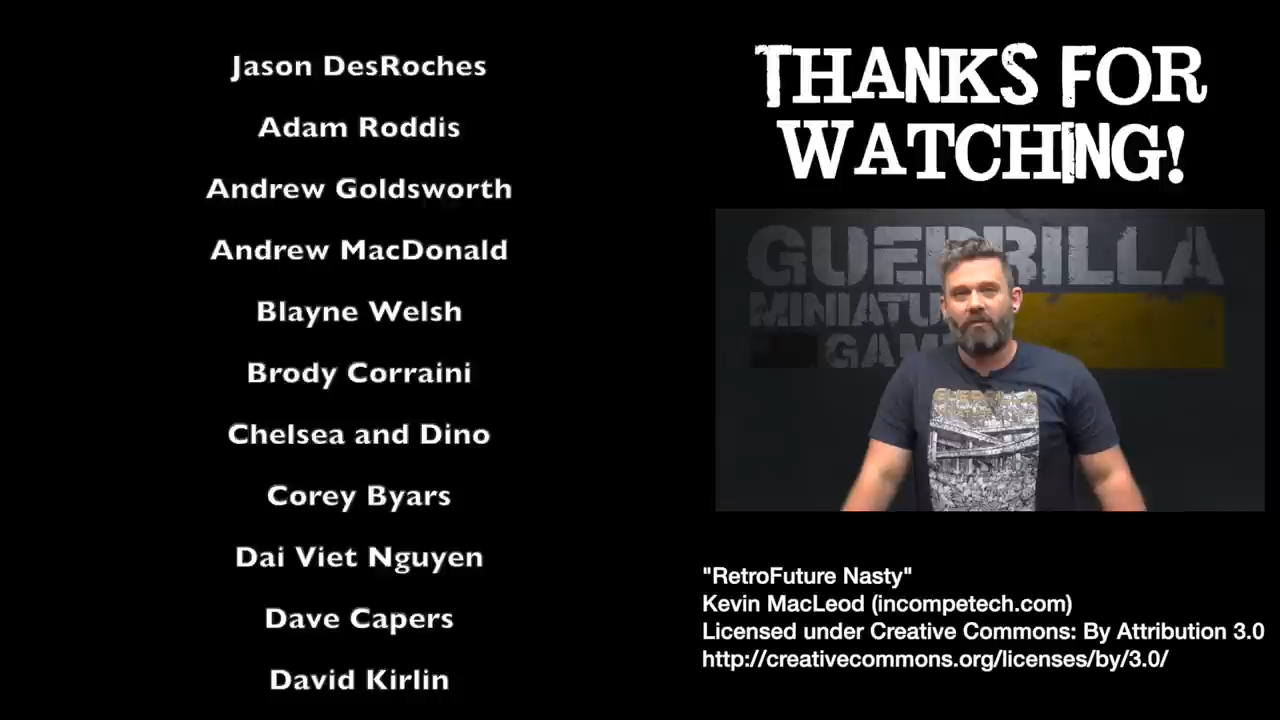 Jason DesRoches
Adam Roddis
Andrew Goldsworth
Andrew MacDonald
Blayne Welsh
Brody Corraini
Chelsea and Dino
Corey Byars
Dai Viet Nguyen
Dave Capers
David Kirlin
THANKS FOR
WATCHING!
GUERRILLA
MINIATU
GAM
"RetroFuture Nasty"
Kevin MacLeod (incompetech.com)
Licensed under Creative Commons: By Attribution 3.0
http://creativecommons.org/licenses/by/3.0/